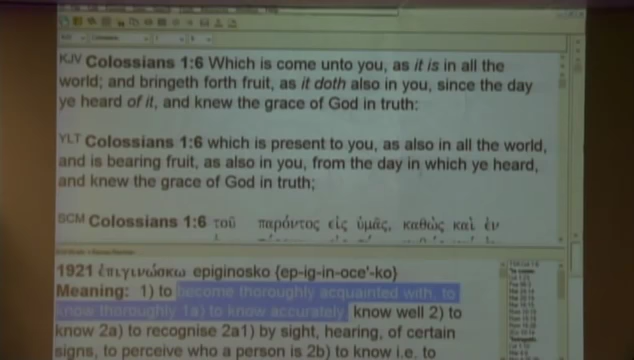 KJV Colossians 1:6 Which is come unto you, as it is in all the
world; and bringeth forth fruit, as it doth also in you, since the day
ye heard of it, and knew the grace of God in truth:
YLT Colossians 1:6 which is present to you, as also in all the world,
and is bearing fruit, as also in you, from the day in which ye heard,
and knew the grace of God in truth;
SCM Colossians 1:6 τοῦ παρόντος εἰς ὑμᾶς, καθὼς καὶ ἐν
1921 ἐπιγινώσκω epiginosko {ep-ig-in-oce'-ko}
Meaning: 1) to become thoroughly acquainted with, to
know thoroughly 1a) to know accurately, know well 2) to
know 2a) to recognise 2a1) by sight, hearing, of certain
signs, to perceive who a person is 2b) to know i.e. to